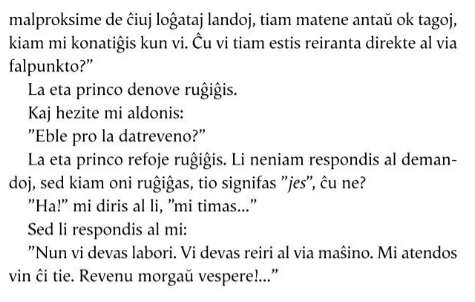 malproksime de ĉiuj loĝataj landoj, tiam matene antaŭ ok tagoj,
kiam mi konatiĝis kun vi. Ĉu vi tiam estis reiranta direkte al via
falpunkto?”
La eta princo denove ruĝiĝis.
Kaj hezite mi aldonis:
”Eble pro la datreveno?”
La eta princo refoje ruĝiĝis. Li neniam respondis al deman-
doj, sed kiam oni ruĝiĝas, tio signifas ”jes”, ĉu ne?
”Ha!” mi diris al li, ”mi timas...”
Sed li respondis al mi:
”Nun vi devas labori. Vi devas reiri al via maŝino. Mi atendos
vin ĉi tie. Revenu morgaŭ vespere!...”